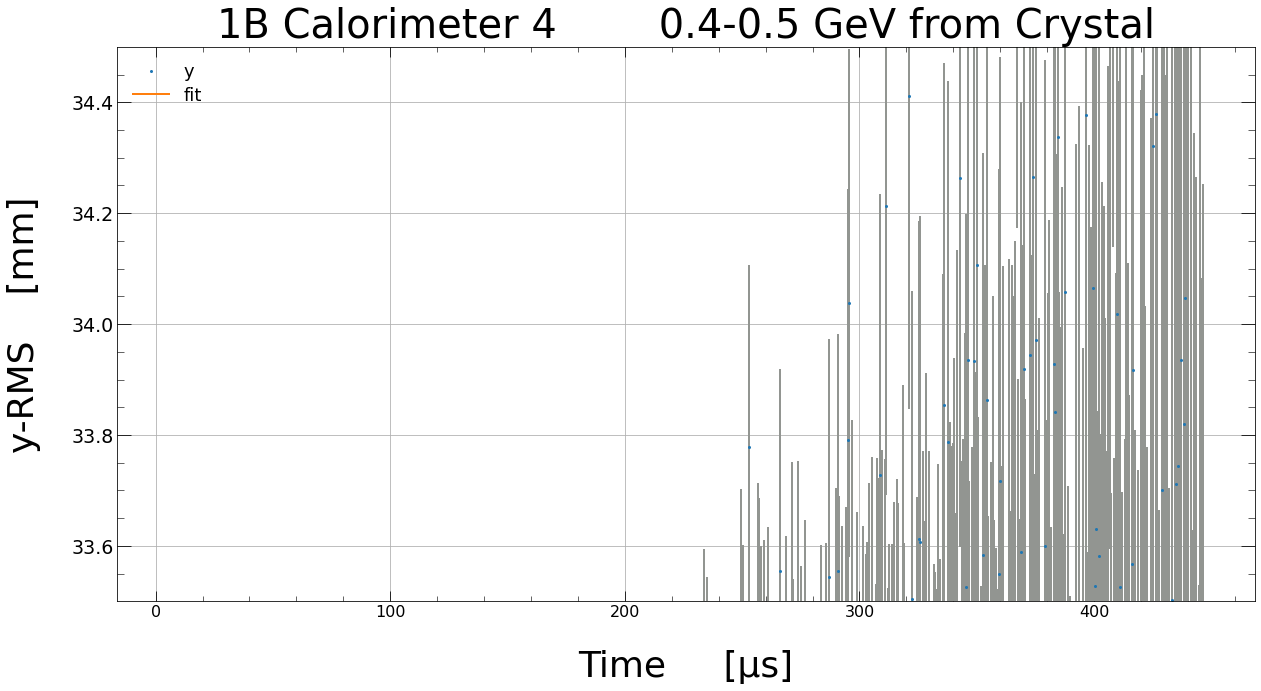 1B Calorimeter 4 0.4-0.5 GeV from Crystal
y
fit
34.4
34.2
34.0
33.8
33.6
y-RMS [mm]
0 100 200 300 400
Time [μs]